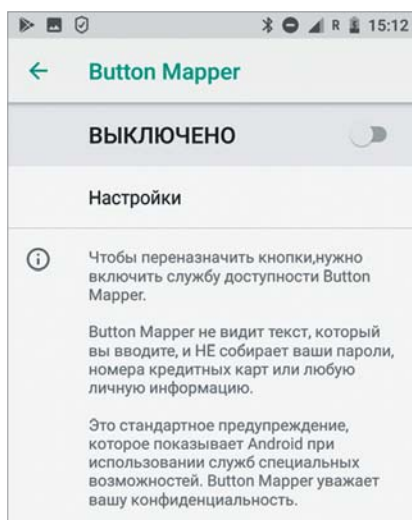 R 15:12
Button Mapper
ВЫКЛЮЧЕНО
Настройки
Чтобы переназначить кнопки,нужно
включить службу доступности Button
Mapper.
Button Mapper не видит текст, который
вы вводите, и НЕ собирает ваши пароли,
номера кредитных карт или любую
личную информацию.
Это стандартное предупреждение,
которое показывает Android при
использовании служб специальных
возможностей. Button Mapper уважает
вашу конфиденциальность.